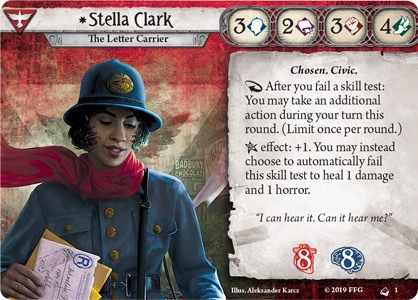 *Stella Clark
The Letter Carrier
3 2 3 4
Chosen. Civic.
After you fail a skill test:
You may take an additional
action during your turn this
round. (Limit once per round.)
effect: +1. You may instead
choose to automatically fail
this skill test to heal 1 damage
and 1 horror.
“I can hear it. Can it hear me?”
8 8
BADBURY
CHOCOLATE
R
Illus. Aleksander Karcz
© 2019 FFG
1